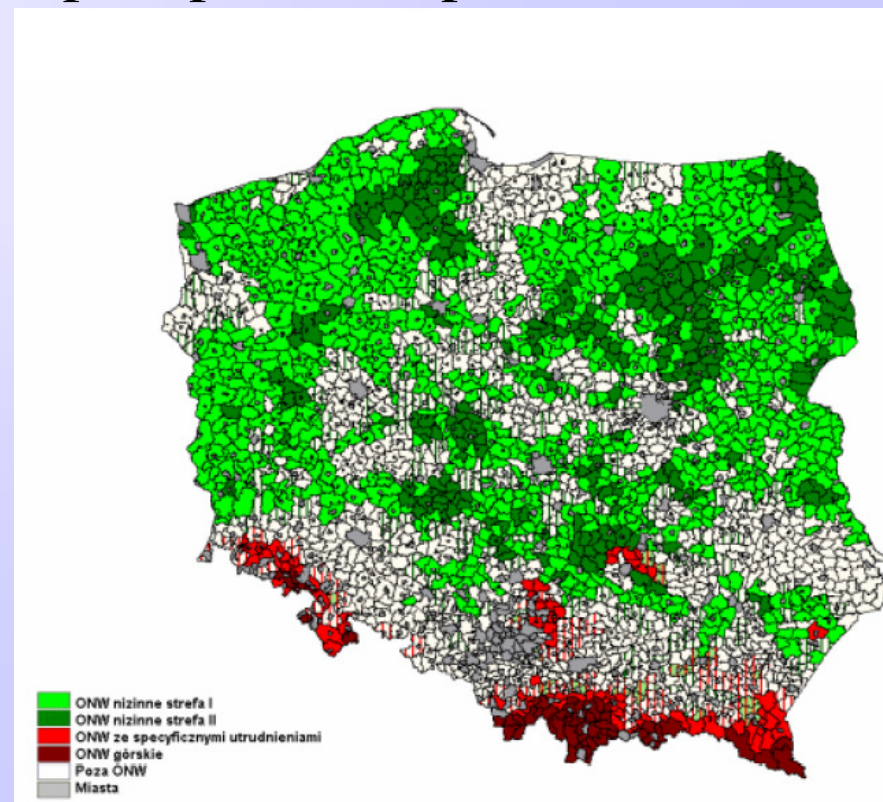 ONW nizinne strefa I
ONW nizinne strefa II
ONW ze specyficznymi utrudnieniami
ONW górskie
Poza ONW
Miasta